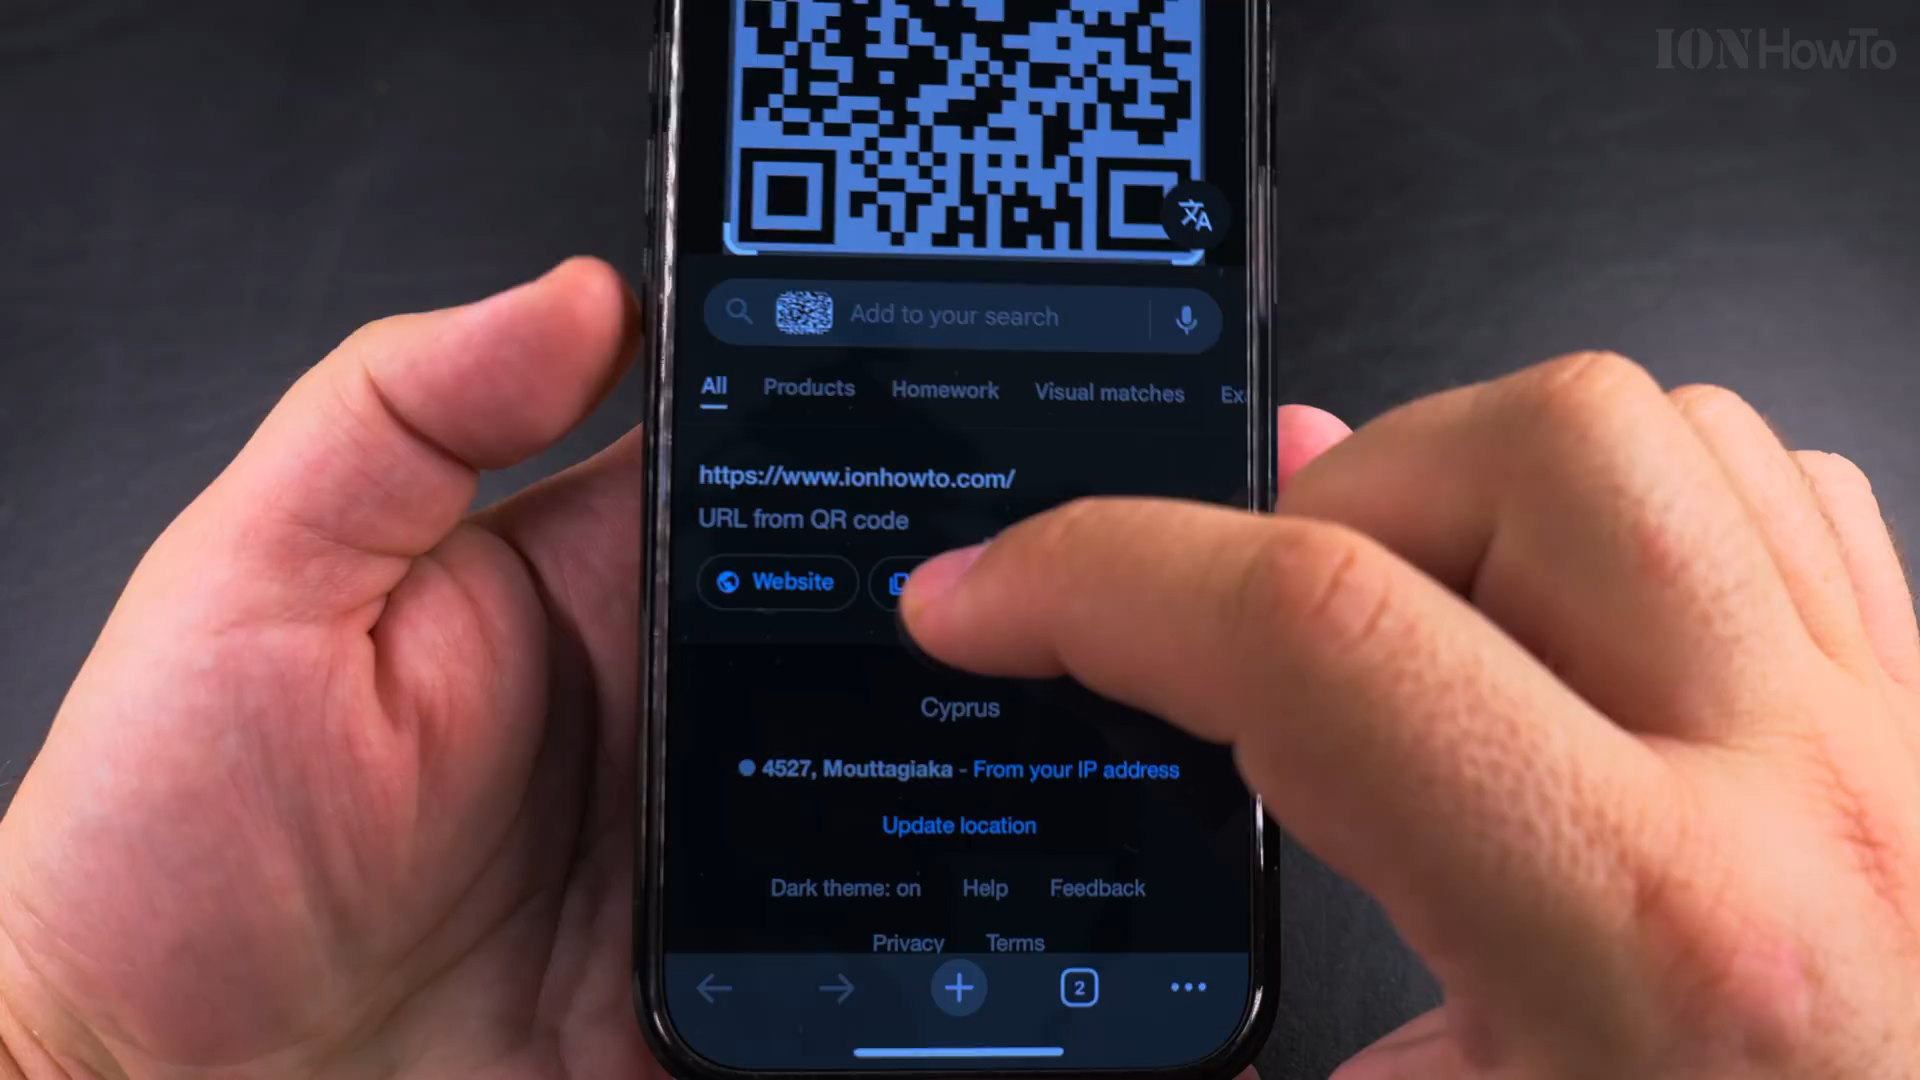 IONHowTo
Add to your search
All Products Homework Visual matches
https://www.ionhowto.com/
URL from QR code
Website
Cyprus
4527, Mouttagiaka - From your IP address
Update location
Dark theme: on Help Feedback
Privacy Terms
2